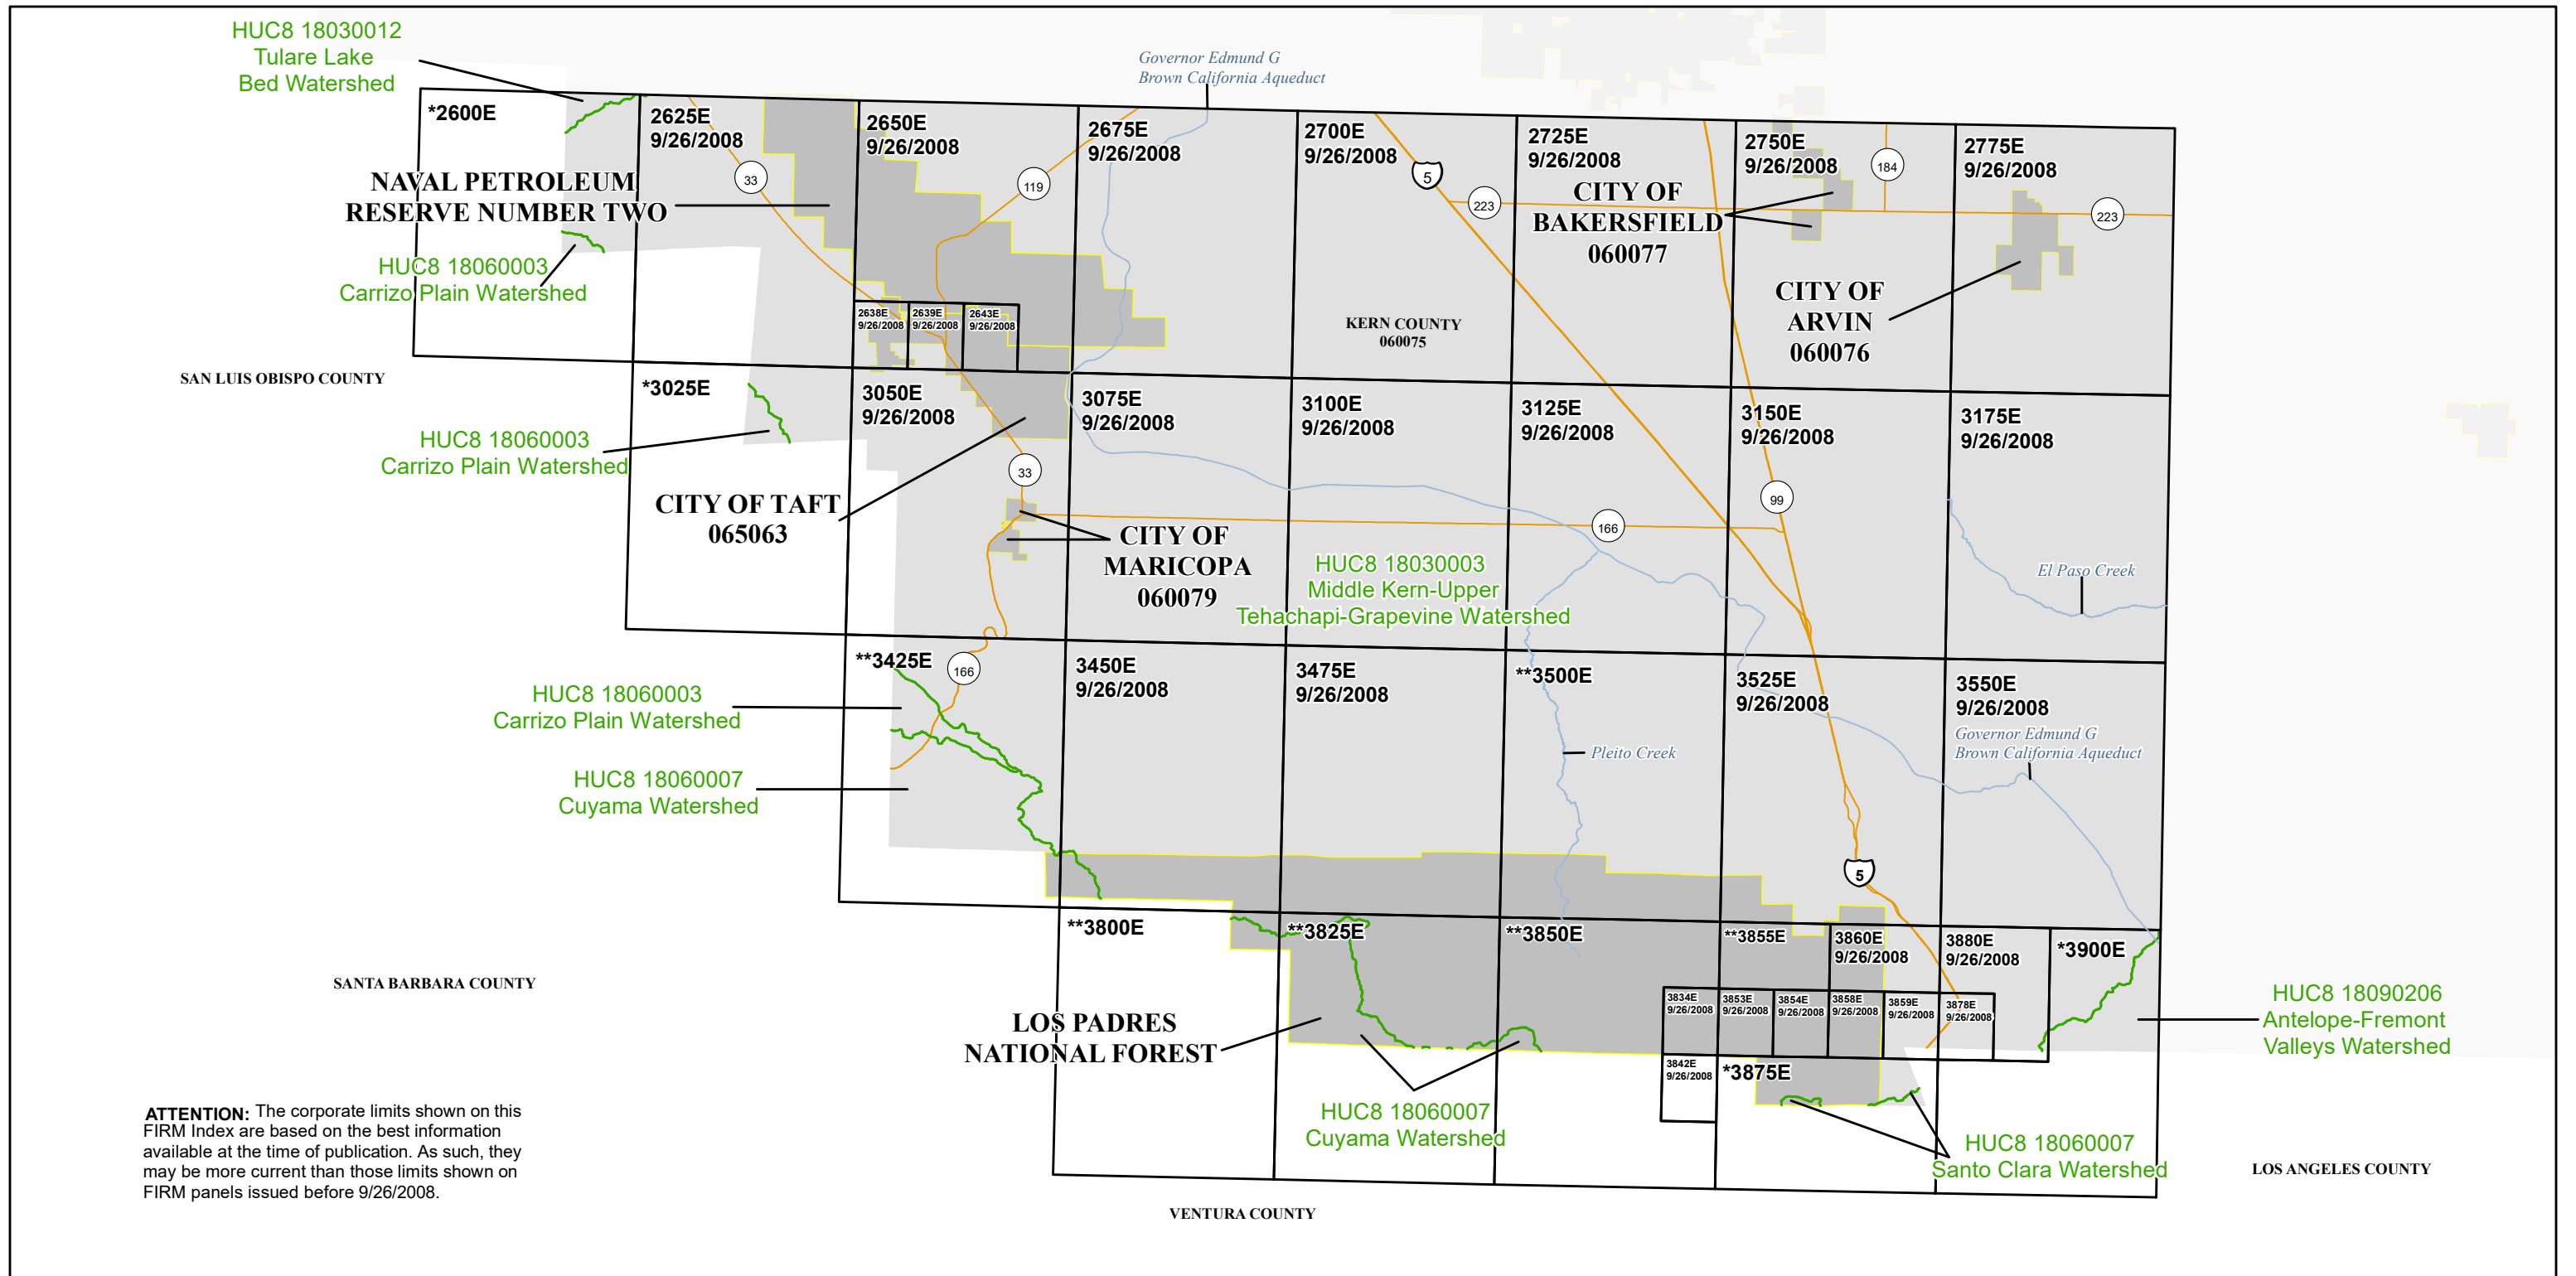 HUC8 18030012
Tulare Lake
Bed Watershed
Governor Edmund G
Brown California Aqueduct
*2600E
2625E
9/26/2008
2650E
9/26/2008
2675E
9/26/2008
2700E
9/26/2008
2725E
9/26/2008
2750E
9/26/2008
2775E
9/26/2008
33
119
5
223
184
223
NAVAL PETROLEUM
RESERVE NUMBER TWO
CITY OF
BAKERSFIELD
060077
HUC8 18060003
Carrizo Plain Watershed
CITY OF
ARVIN
060076
2638E
9/26/2008
2639E
9/26/2008
2643E
9/26/2008
KERN COUNTY
060075
SAN LUIS OBISPO COUNTY
*3025E
3050E
9/26/2008
3075E
9/26/2008
3100E
9/26/2008
3125E
9/26/2008
3150E
9/26/2008
3175E
9/26/2008
HUC8 18060003
Carrizo Plain Watershed
33
99
166
CITY OF TAFT
065063
CITY OF
MARICOPA
060079
HUC8 18030003
Middle Kern-Upper
Tehachapi-Grapevine Watershed
El Paso Creek
**3425E
166
3450E
9/26/2008
3475E
9/26/2008
**3500E
3525E
9/26/2008
3550E
9/26/2008
HUC8 18060003
Carrizo Plain Watershed
Governor Edmund G
Brown California Aqueduct
Pleito Creek
HUC8 18060007
Cuyama Watershed
5
**3800E
**3825E
**3850E
**3855E
3860E
9/26/2008
3880E
9/26/2008
*3900E
SANTA BARBARA COUNTY
3834E
9/26/2008
3853E
9/26/2008
3854E
9/26/2008
3858E
9/26/2008
3859E
9/26/2008
3878E
9/26/2008
HUC8 18090206
Antelope-Fremont
Valleys Watershed
LOS PADRES
NATIONAL FOREST
3842E
9/26/2008
*3875E
HUC8 18060007
Cuyama Watershed
HUC8 18060007
Santo Clara Watershed
LOS ANGELES COUNTY
ATTENTION: The corporate limits shown on this
FIRM Index are based on the best information
available at the time of publication. As such, they
may be more current than those limits shown on
FIRM panels issued before 9/26/2008.
VENTURA COUNTY